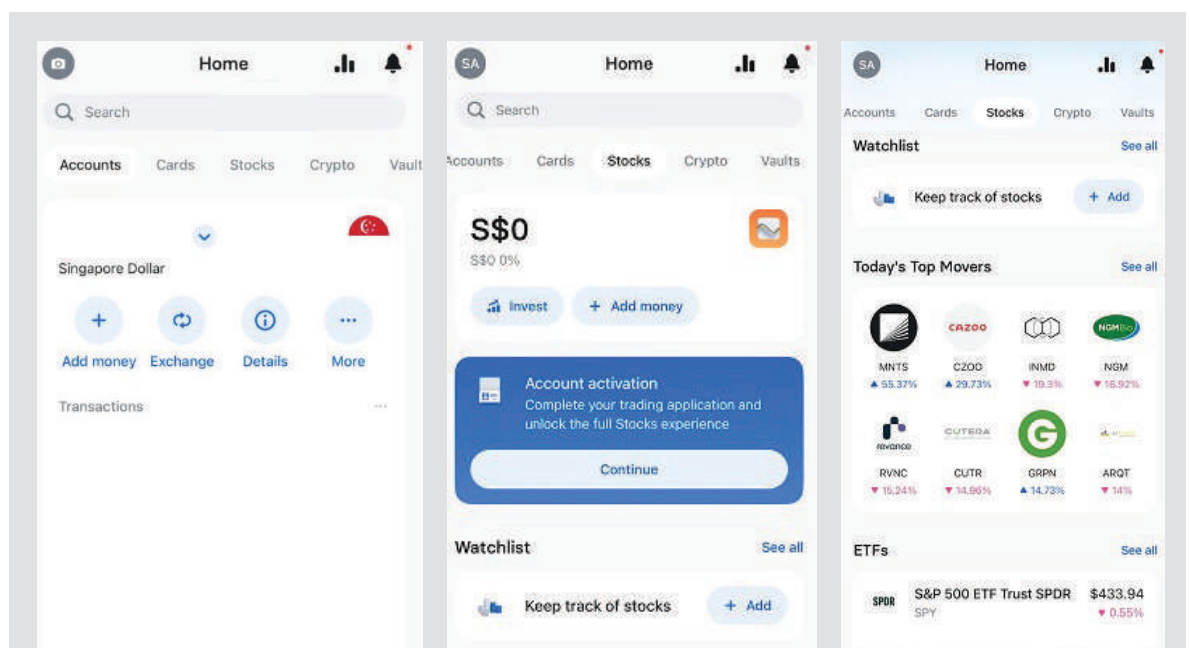 Home
Search
Accounts Cards Stocks Crypto Vault
Singapore Dollar
Add money Exchange Details More
Transactions
SA Home
Search
Accounts Cards Stocks Crypto Vaults
S$0
S$0 0%
Invest + Add money
Account activation
Complete your trading application and
unlock the full Stocks experience
Continue
Watchlist See all
Keep track of stocks + Add
SA Home
Accounts Cards Stocks Crypto Vaults
Watchlist See all
Keep track of stocks + Add
Today's Top Movers See all
CAZOO NGMBio
MNTS CZOO INMD NGM
▲ 55.37% ▲ 29.73% ▼ 19.3% ▼ 16.92%
revance CUTERA G
RVNC CUTR GRPN ARQT
▼ 15.24% ▼ 14.96% ▲ 14.73% ▼ 14%
ETFs See all
SPDR S&P 500 ETF Trust SPDR $433.94
SPY ▼ 0.55%